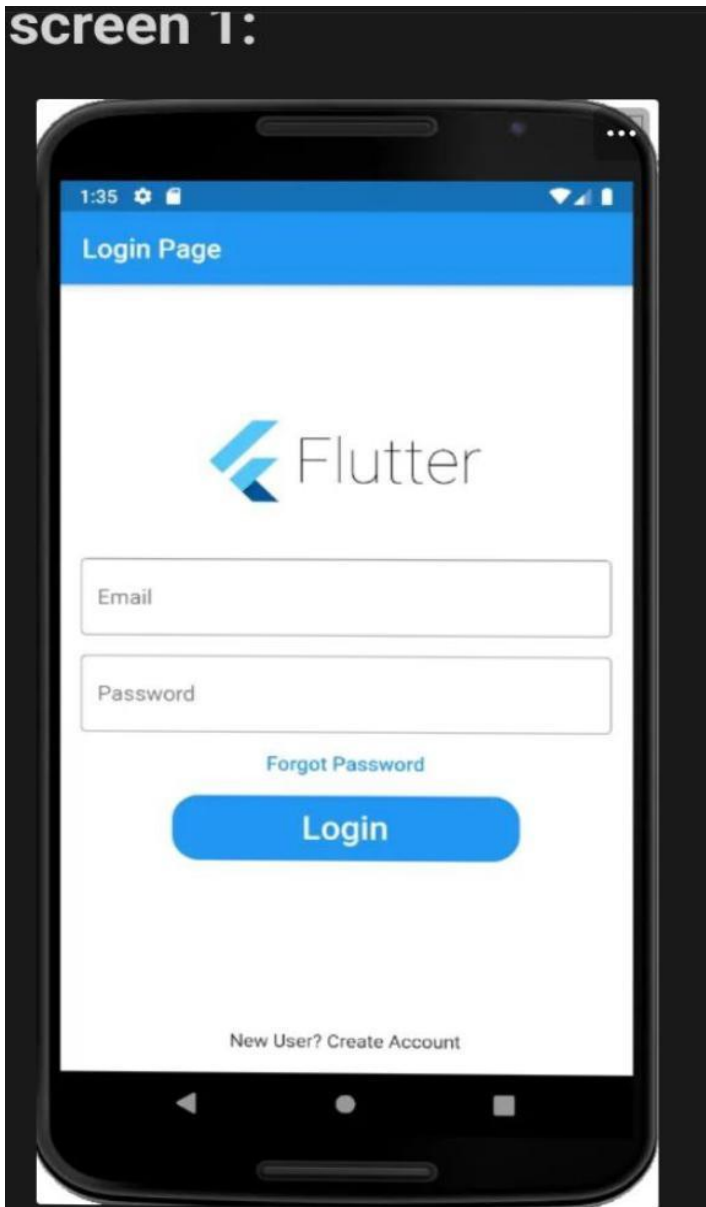 screen 1:
1:35
Login Page
Flutter
Email
Password
Forgot Password
Login
New User? Create Account